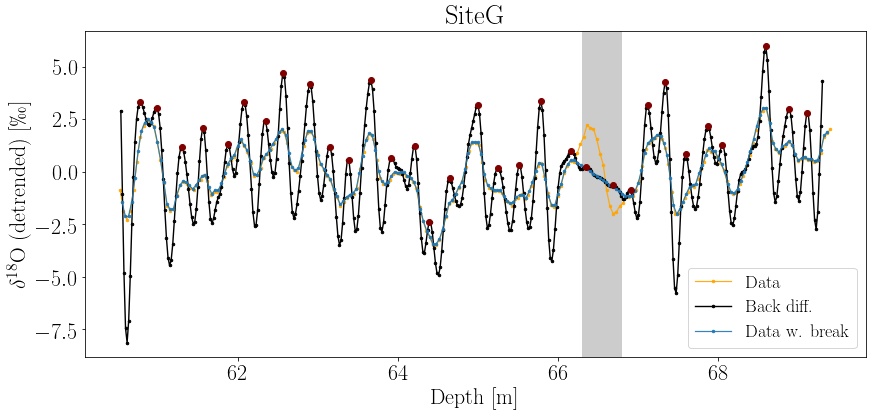 SiteG
δ18O (detrended) [‰]
5.0
2.5
0.0
−2.5
−5.0
−7.5
Data
Back diff.
Data w. break
62
64
66
68
Depth [m]